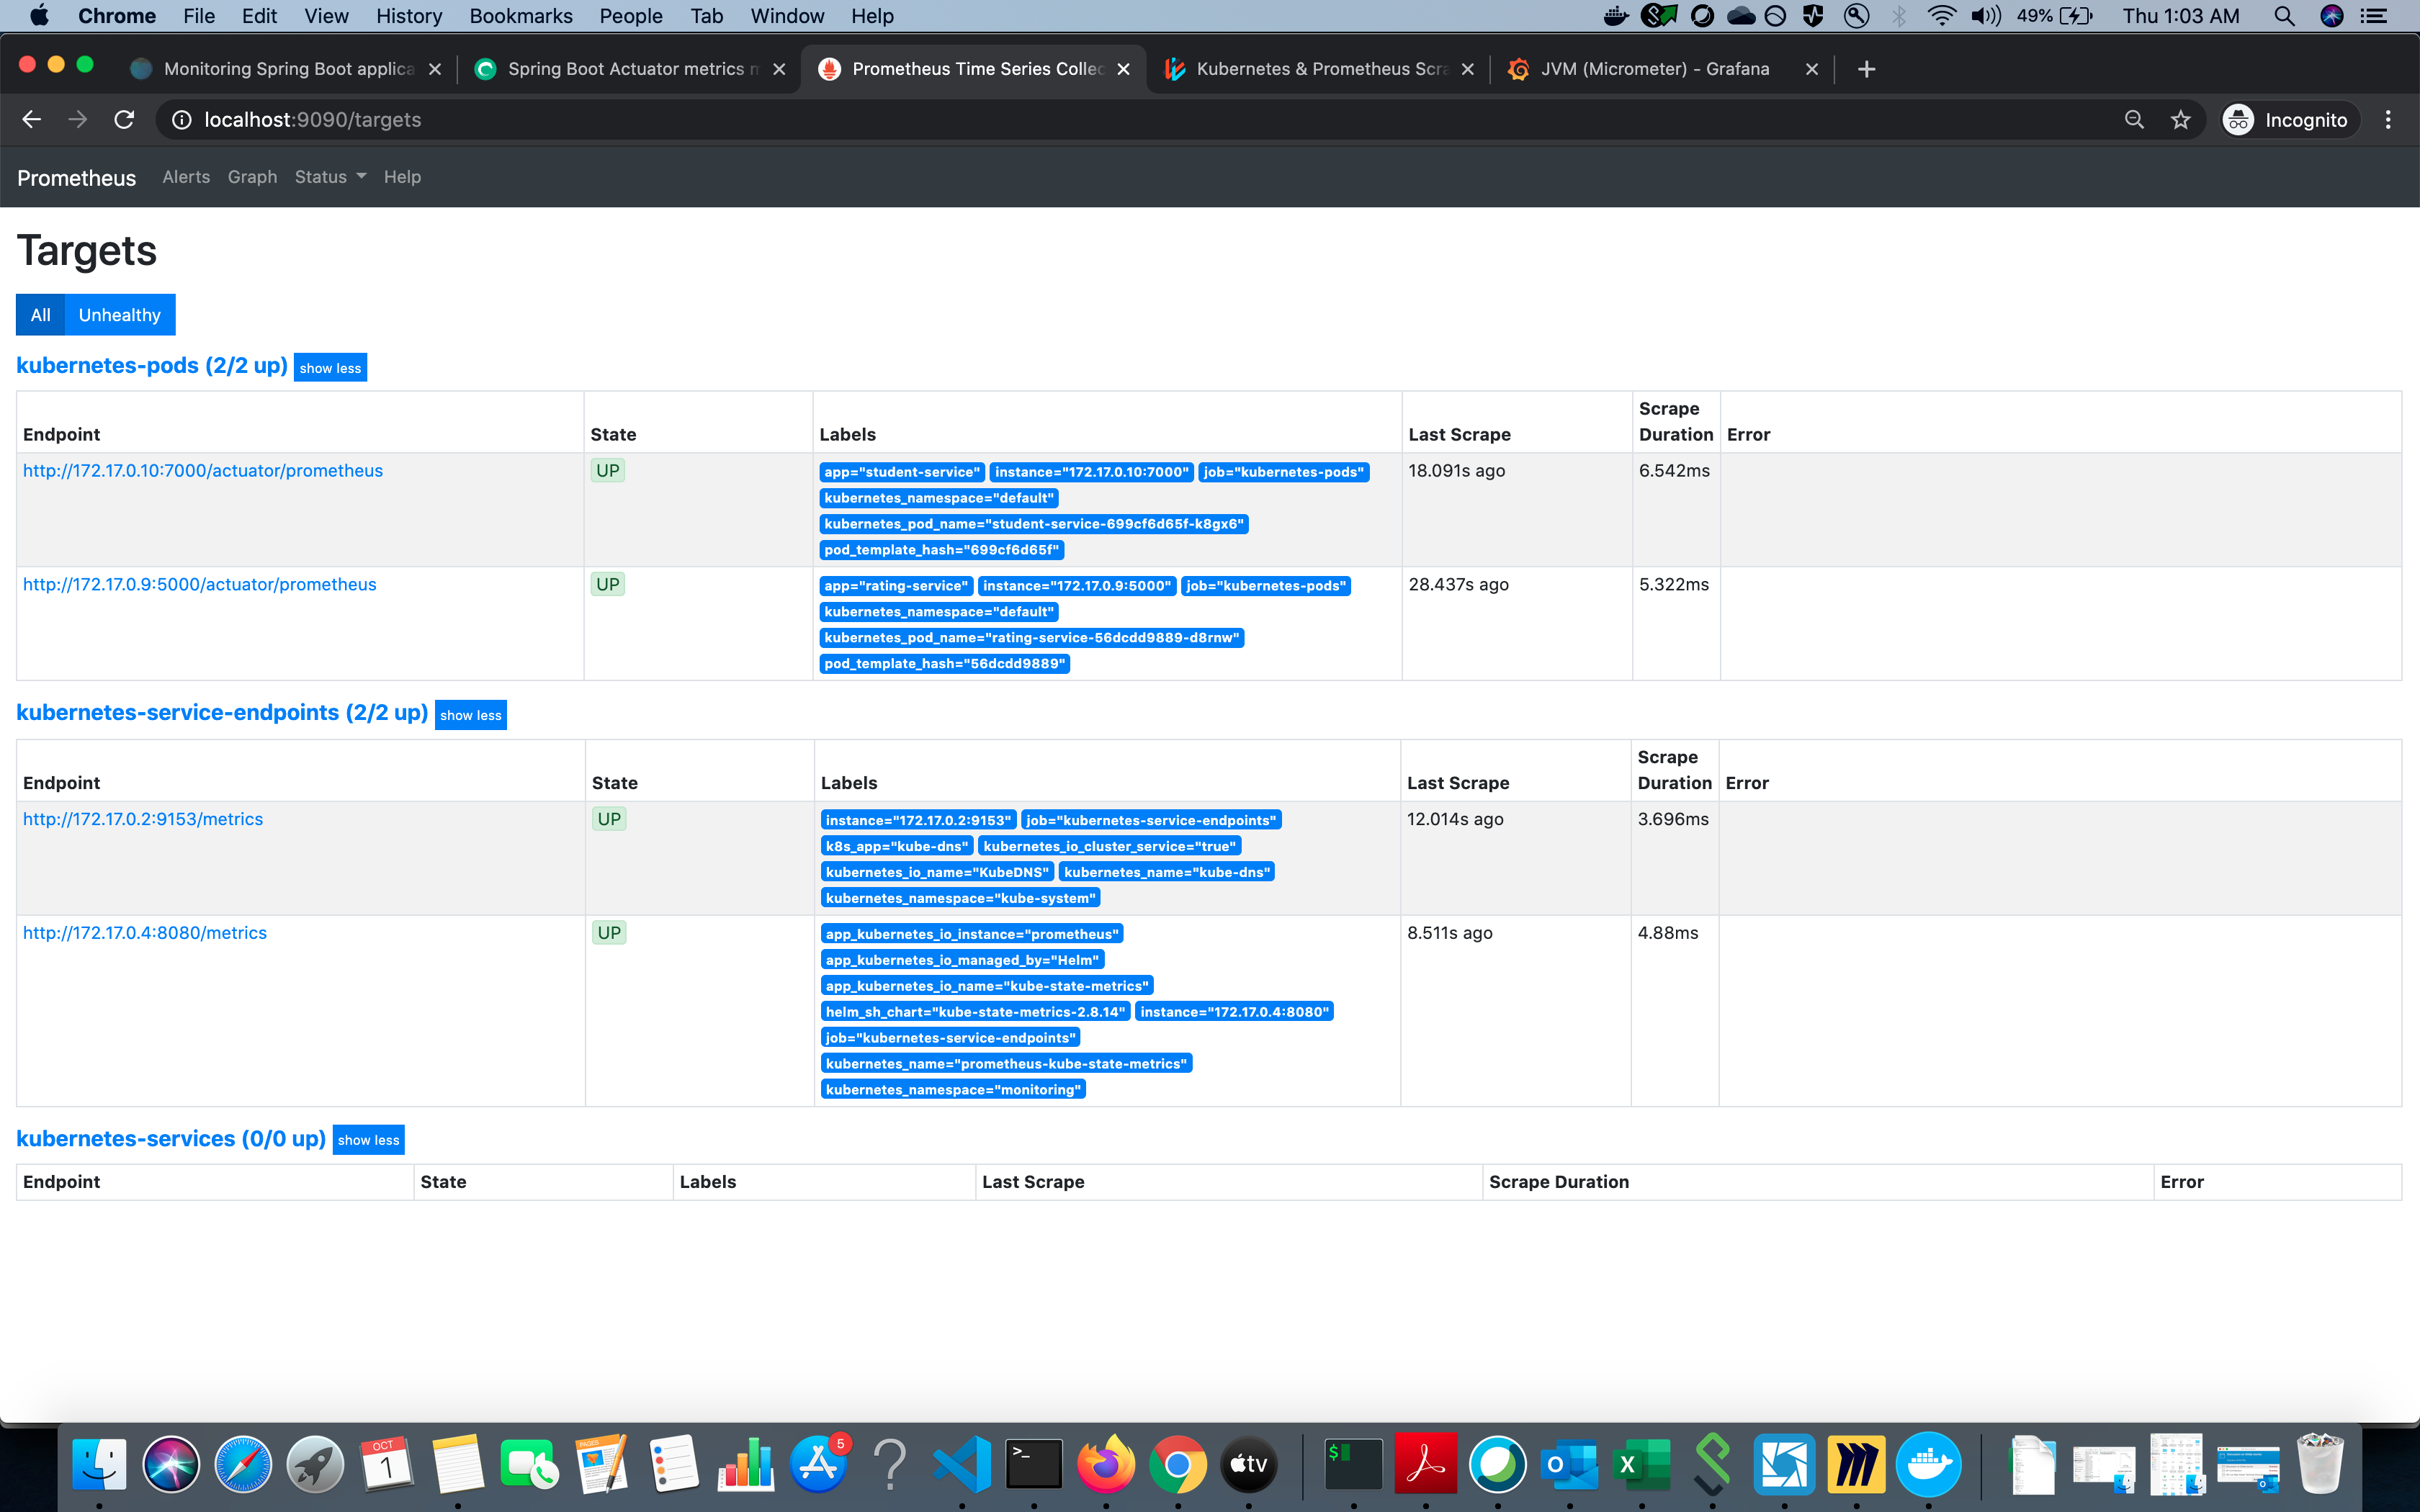 Chrome File Edit View History Bookmarks People Tab Window Help 49% Thu 1:03 AM
Monitoring Spring Boot applica Spring Boot Actuator metrics Prometheus Time Series Collec Kubernetes & Prometheus Scra JVM (Micrometer) - Grafana
localhost:9090/targets Incognito
Prometheus Alerts Graph Status Help
Targets
All Unhealthy
kubernetes-pods (2/2 up) show less
Endpoint State Labels Last Scrape Scrape Duration Error
http://172.17.0.10:7000/actuator/prometheus UP app="student-service" instance="172.17.0.10:7000" job="kubernetes-pods" 18.091s ago 6.542ms
kubernetes_namespace="default"
kubernetes_pod_name="student-service-699cf6d65f-k8gx6"
pod_template_hash="699cf6d65f"
http://172.17.0.9:5000/actuator/prometheus UP app="rating-service" instance="172.17.0.9:5000" job="kubernetes-pods" 28.437s ago 5.322ms
kubernetes_namespace="default"
kubernetes_pod_name="rating-service-56dcdd9889-d8rnw"
pod_template_hash="56dcdd9889"
kubernetes-service-endpoints (2/2 up) show less
Endpoint State Labels Last Scrape Scrape Duration Error
http://172.17.0.2:9153/metrics UP instance="172.17.0.2:9153" job="kubernetes-service-endpoints" 12.014s ago 3.696ms
k8s_app="kube-dns" kubernetes_io_cluster_service="true"
kubernetes_io_name="KubeDNS" kubernetes_name="kube-dns"
kubernetes_namespace="kube-system"
http://172.17.0.4:8080/metrics UP app_kubernetes_io_instance="prometheus" 8.511s ago 4.88ms
app_kubernetes_io_managed_by="Helm"
app_kubernetes_io_name="kube-state-metrics"
helm_sh_chart="kube-state-metrics-2.8.14" instance="172.17.0.4:8080"
job="kubernetes-service-endpoints"
kubernetes_name="prometheus-kube-state-metrics"
kubernetes_namespace="monitoring"
kubernetes-services (0/0 up) show less
Endpoint State Labels Last Scrape Scrape Duration Error
OCT 1 PAGES 5 tv